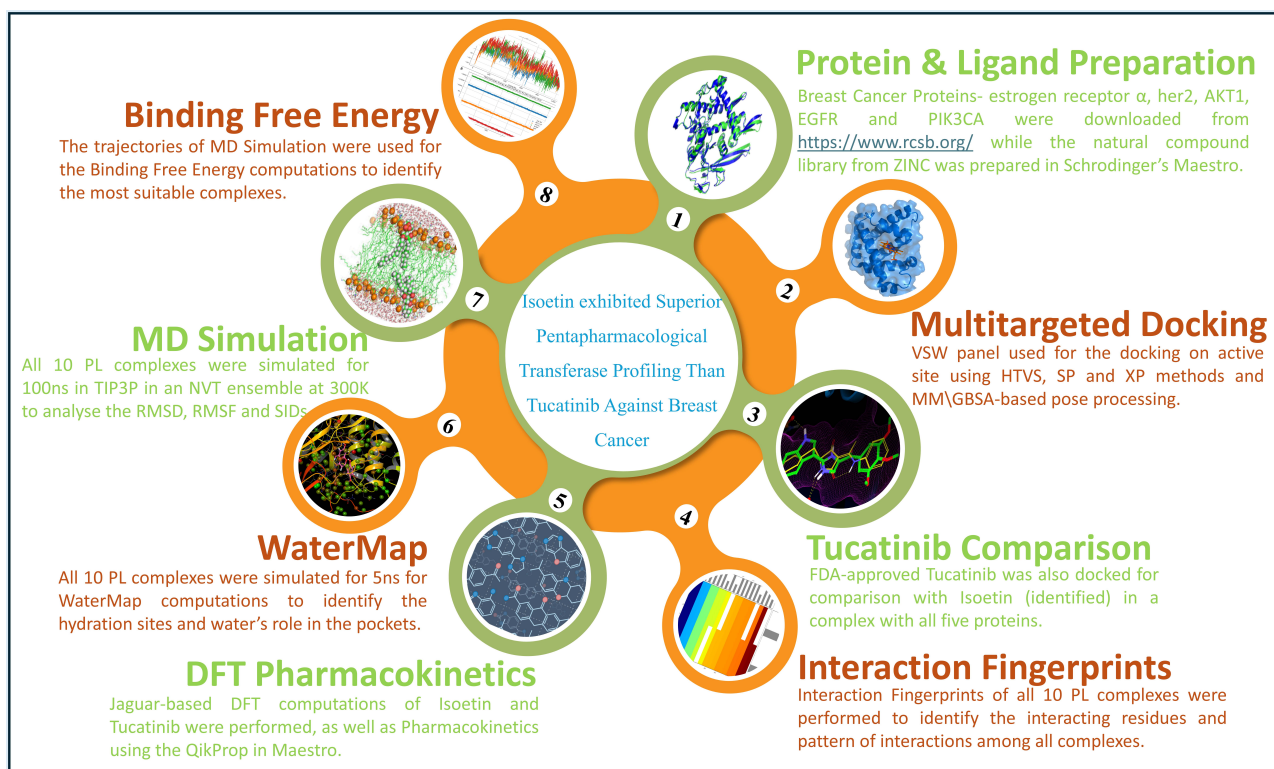 Protein & Ligand Preparation
Breast Cancer Proteins- estrogen receptor α, her2, AKT1,
EGFR and PIK3CA were downloaded from
https://www.rcsb.org/ while the natural compound
library from ZINC was prepared in Schrodinger’s Maestro.
1
2
Multitargeted Docking
VSW panel used for the docking on active
site using HTVS, SP and XP methods and
MM\GBSA-based pose processing.
3
Tucatinib Comparison
FDA-approved Tucatinib was also docked for
comparison with Isoetin (identified) in a
complex with all five proteins.
4
Interaction Fingerprints
Interaction Fingerprints of all 10 PL complexes were
performed to identify the interacting residues and
pattern of interactions among all complexes.
5
DFT Pharmacokinetics
Jaguar-based DFT computations of Isoetin and
Tucatinib were performed, as well as Pharmacokinetics
using the QikProp in Maestro.
6
WaterMap
All 10 PL complexes were simulated for 5ns for
WaterMap computations to identify the
hydration sites and water’s role in the pockets.
7
MD Simulation
All 10 PL complexes were simulated for
100ns in TIP3P in an NVT ensemble at 300K
to analyse the RMSD, RMSF and SIDs
8
Binding Free Energy
The trajectories of MD Simulation were used for
the Binding Free Energy computations to identify
the most suitable complexes.
Isoetin exhibited Superior
Pentapharmacological
Transferase Profiling Than
Tucatinib Against Breast
Cancer